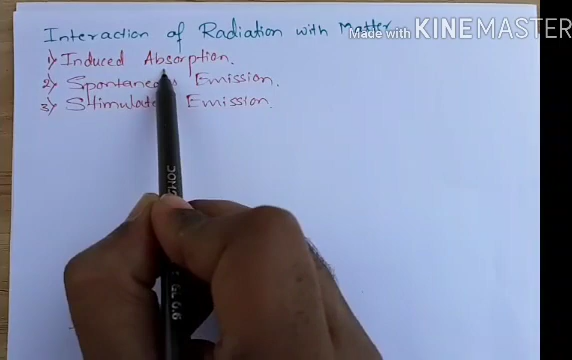 Interaction of Radiation with Matter.
Made with KINEMASTER
1) Induced Absorption.
2) Emission.
3) Emission.